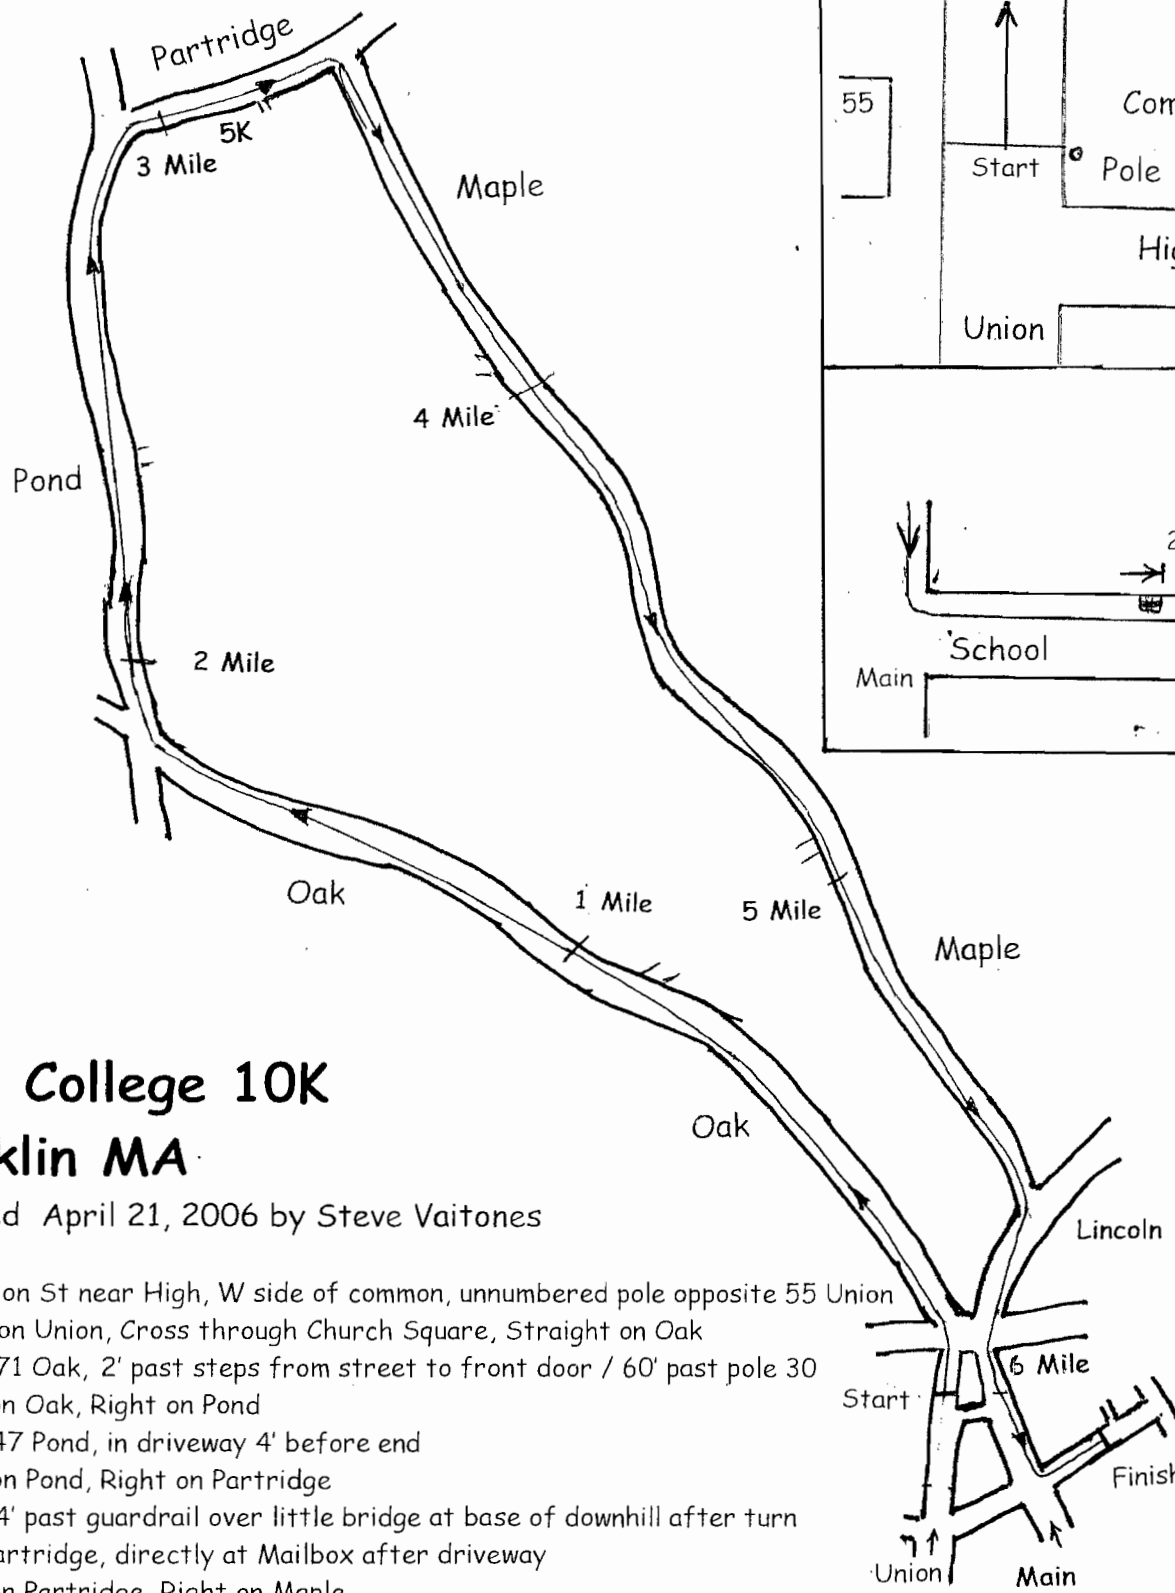 Partridge
5K
3 Mile
Maple
4 Mile
Pond
2 Mile
Oak
1 Mile
5 Mile
Maple
Oak
55
Start
Pole
Union
School
Main
College 10K
klin MA
d April 21, 2006 by Steve Vaitones
on St near High, W side of common, unnumbered pole opposite 55 Union
on Union, Cross through Church Square, Straight on Oak
71 Oak, 2' past steps from street to front door / 60' past pole 30
n Oak, Right on Pond
47 Pond, in driveway 4' before end
on Pond, Right on Partridge
4' past guardrail over little bridge at base of downhill after turn
artridge, directly at Mailbox after driveway
n Partridge, Right on Maple
Lincoln
6 Mile
Start
Finish
Union
Main